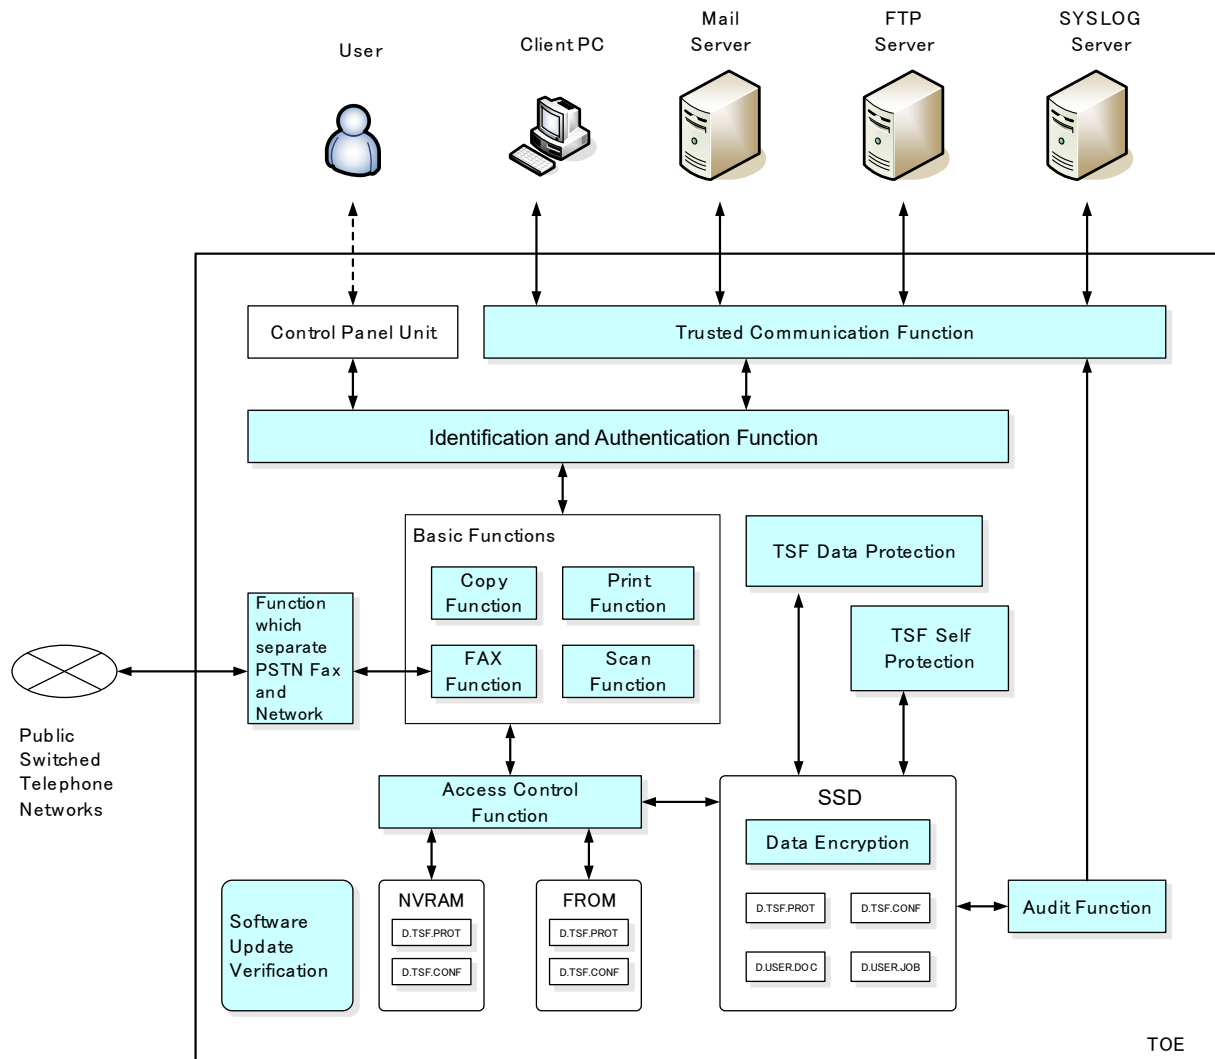 User
Client PC
Mail
Server
FTP
Server
SYSLOG
Server
Control Panel Unit
Trusted Communication Function
Identification and Authentication Function
Basic Functions
Copy
Function
Print
Function
FAX
Function
Scan
Function
TSF Data Protection
TSF Self
Protection
Function
which
separate
PSTN Fax
and
Network
Public
Switched
Telephone
Networks
Access Control
Function
SSD
Data Encryption
D.TSF.PROT
D.TSF.CONF
D.USER.DOC
D.USER.JOB
Audit Function
Software
Update
Verification
NVRAM
D.TSF.PROT
D.TSF.CONF
FROM
D.TSF.PROT
D.TSF.CONF
TOE